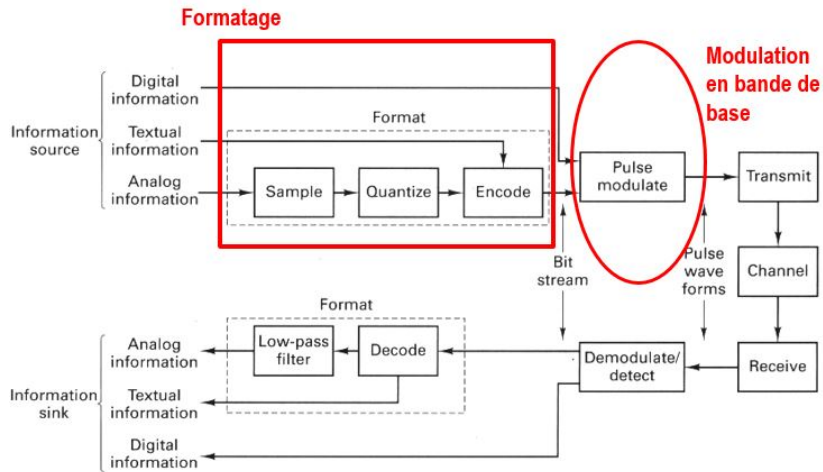 Formatage
Modulation
en bande de
base
Digital
information
Format
Information
source
Textual
information
Analog
information
Sample
Quantize
Encode
Pulse
modulate
Transmit
Bit
stream
Pulse
wave
forms
Channel
Format
Analog
information
Low-pass
filter
Decode
Demodulate/
detect
Receive
Information
sink
Textual
information
Digital
information